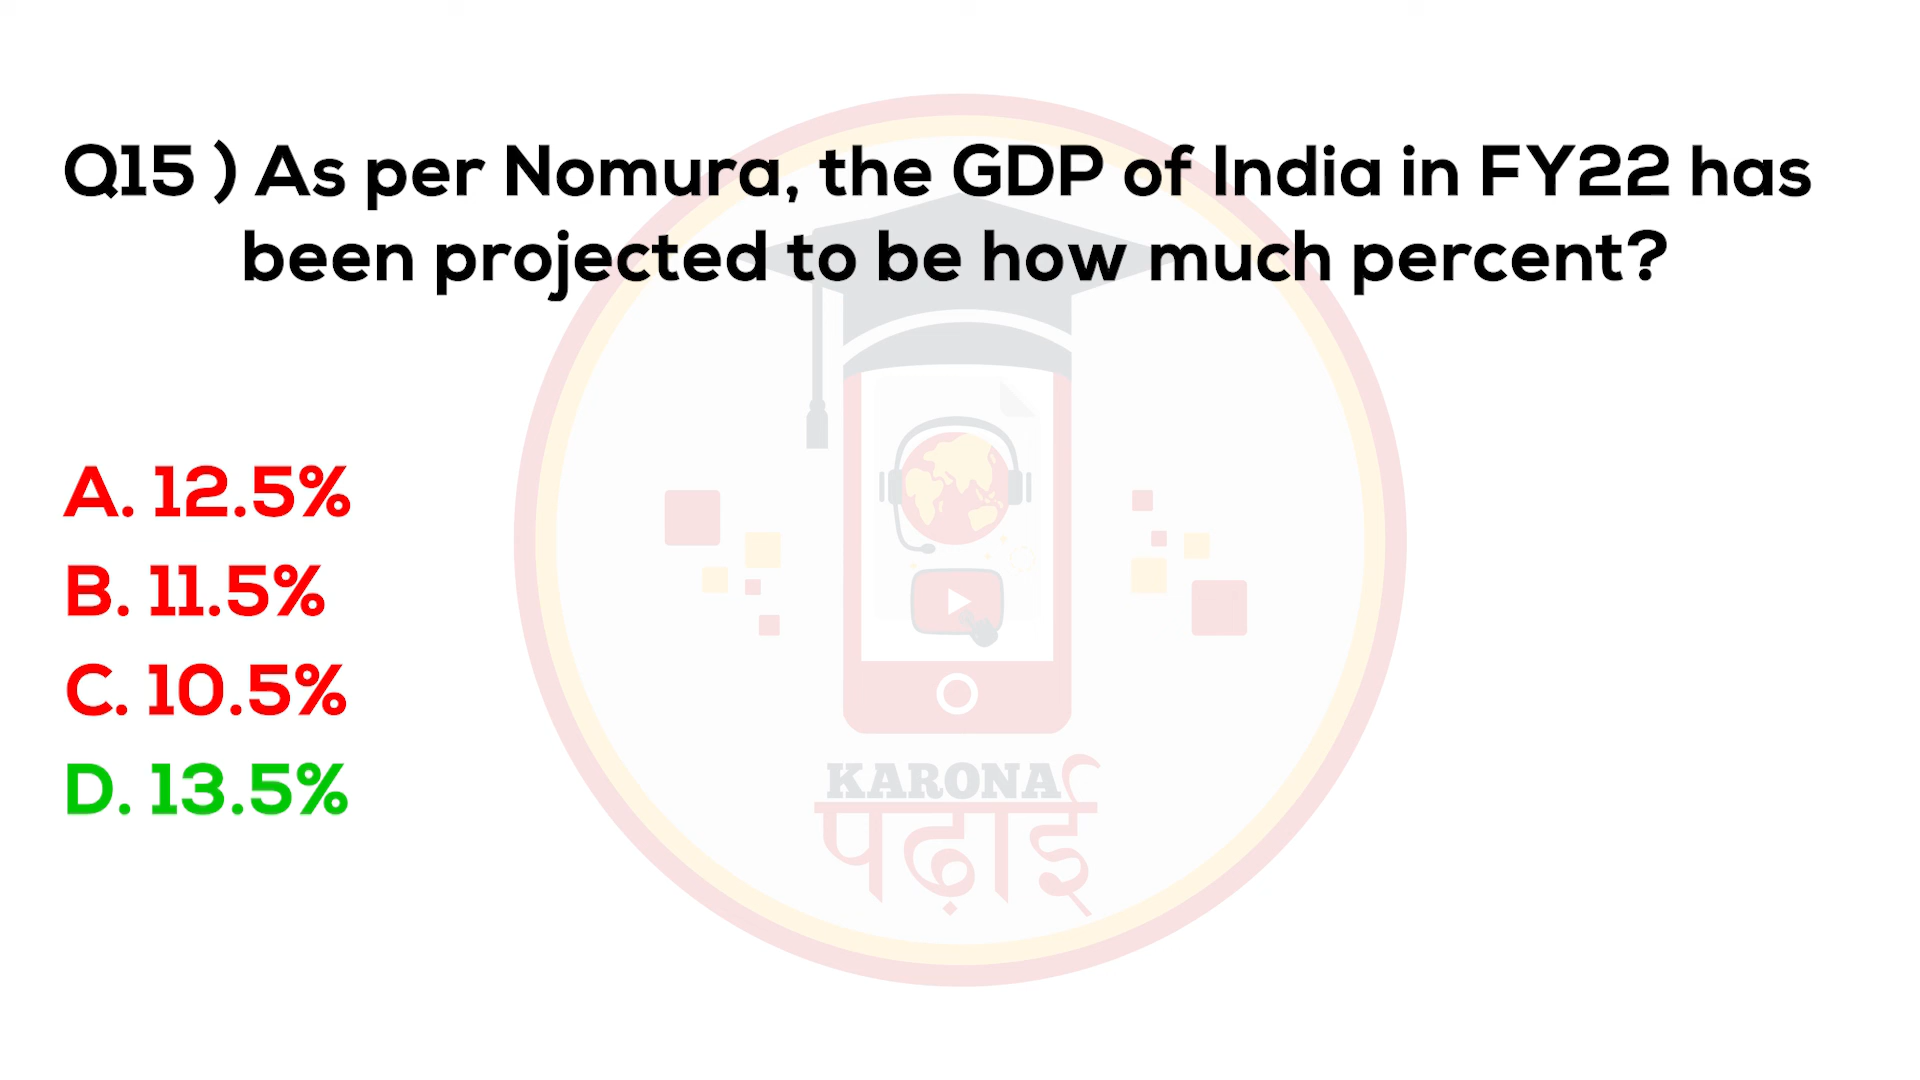 Q15 ) As per Nomura, the GDP of India in FY22 has
been projected to be how much percent?
A. 12.5%
B. 11.5%
C. 10.5%
D. 13.5%
KARONA
पढ़ाई